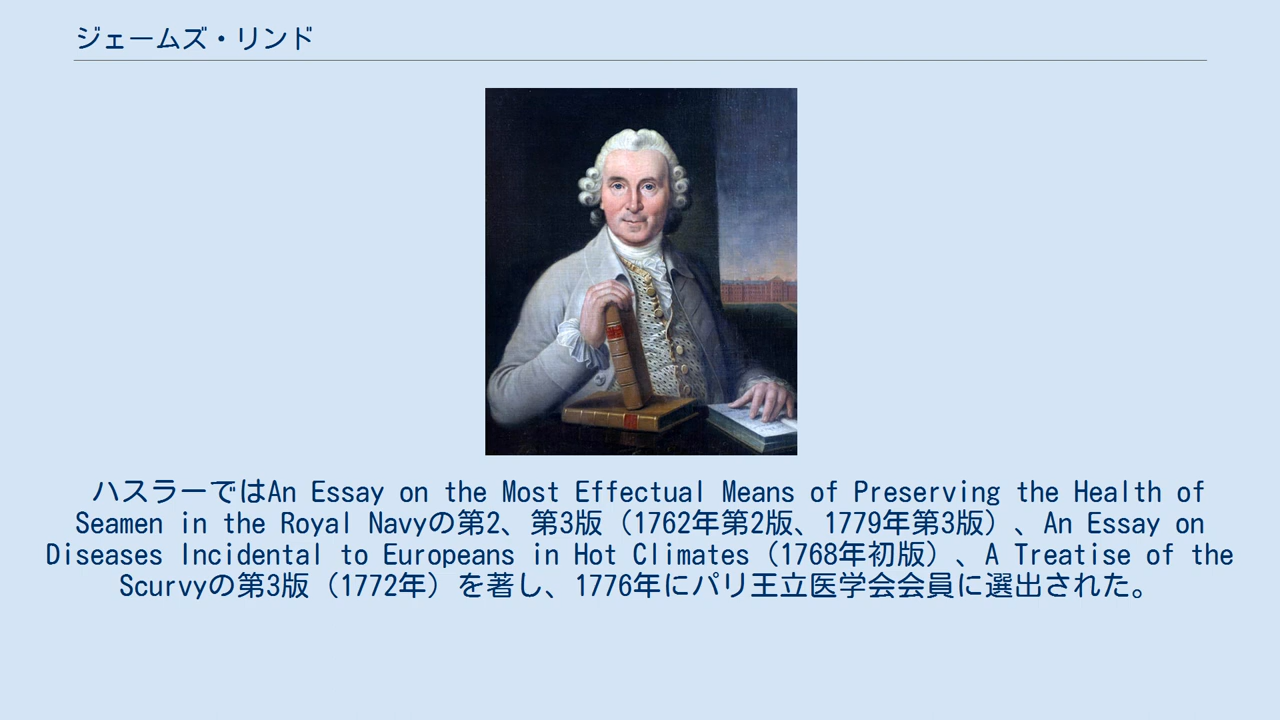 ジェームズ・リンド
ハスラーではAn Essay on the Most Effectual Means of Preserving the Health of
Seamen in the Royal Navyの第2、第3版（1762年第2版、1779年第3版）、An Essay on
Diseases Incidental to Europeans in Hot Climates（1768年初版）、A Treatise of the
Scurvyの第3版（1772年）を著し、1776年にパリ王立医学会会員に選出された。